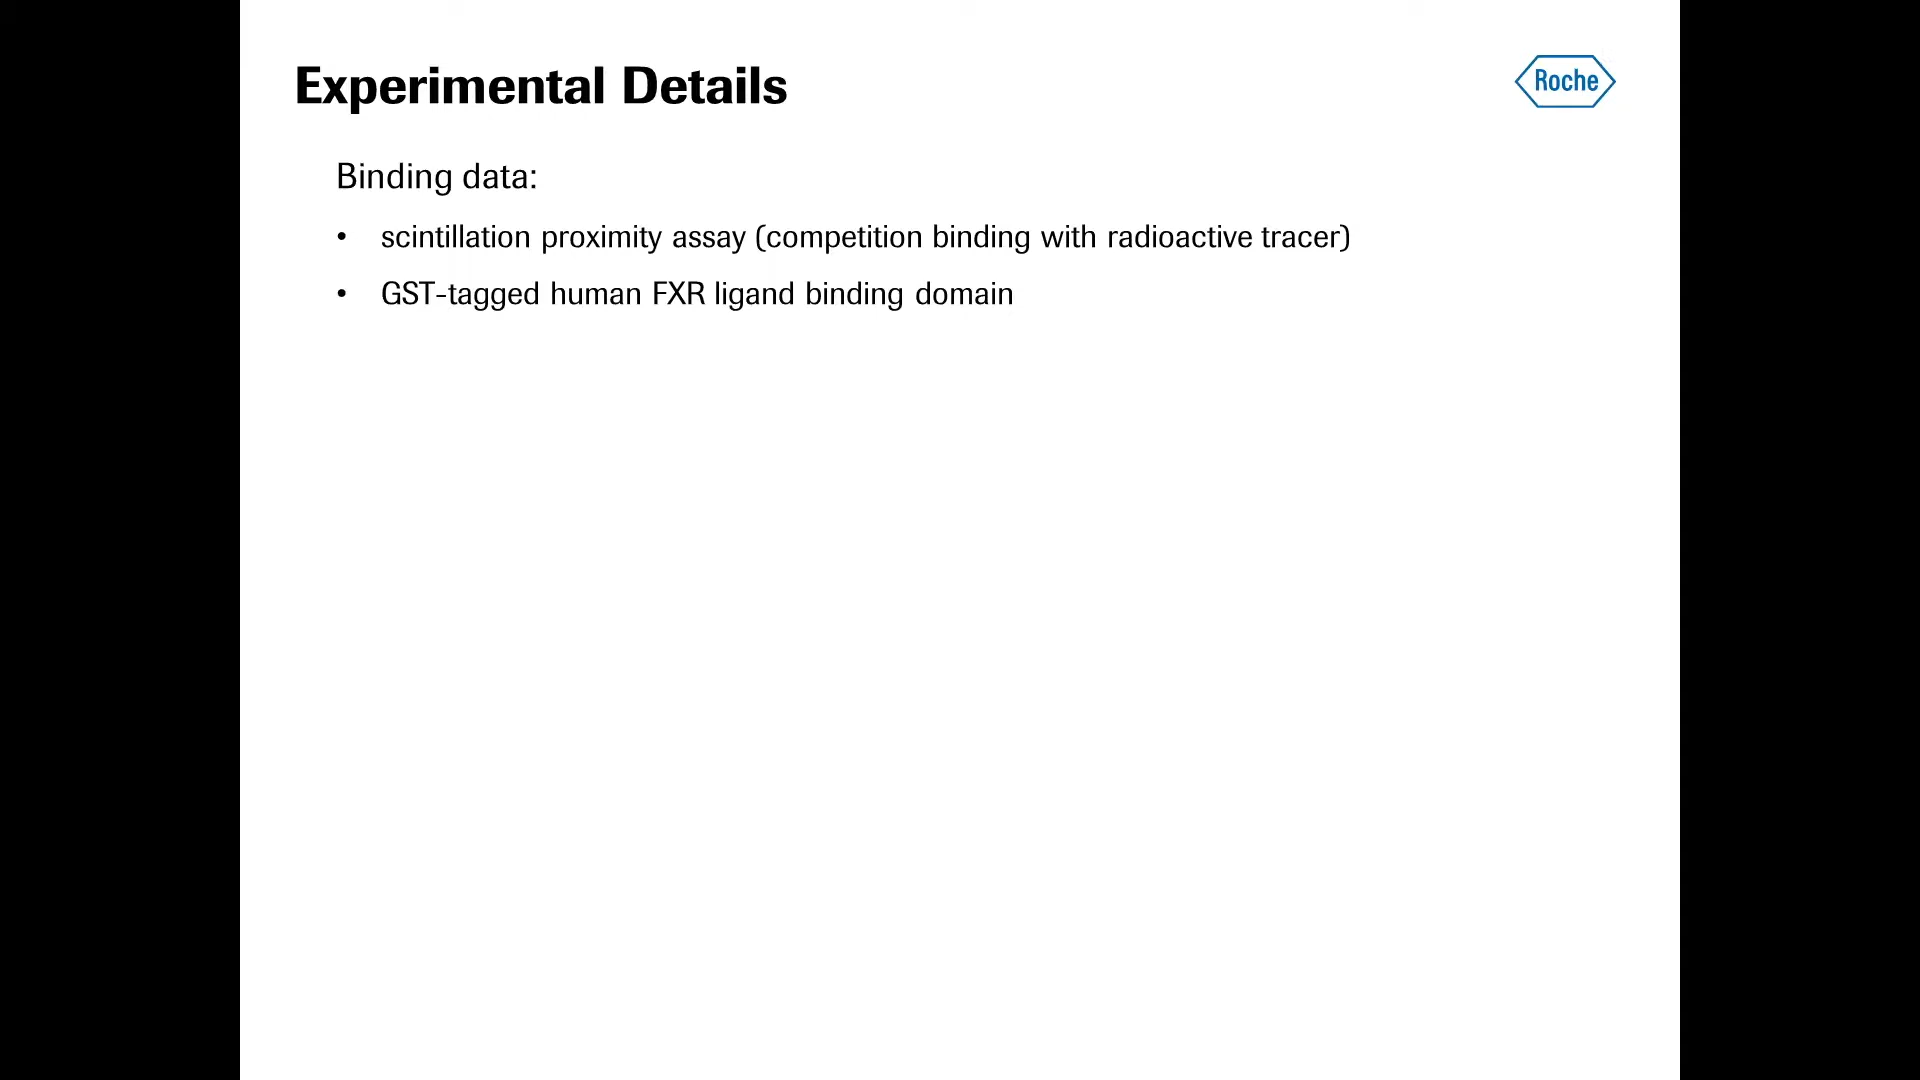 Experimental Details
Roche
Binding data:
• scintillation proximity assay (competition binding with radioactive tracer)
• GST-tagged human FXR ligand binding domain